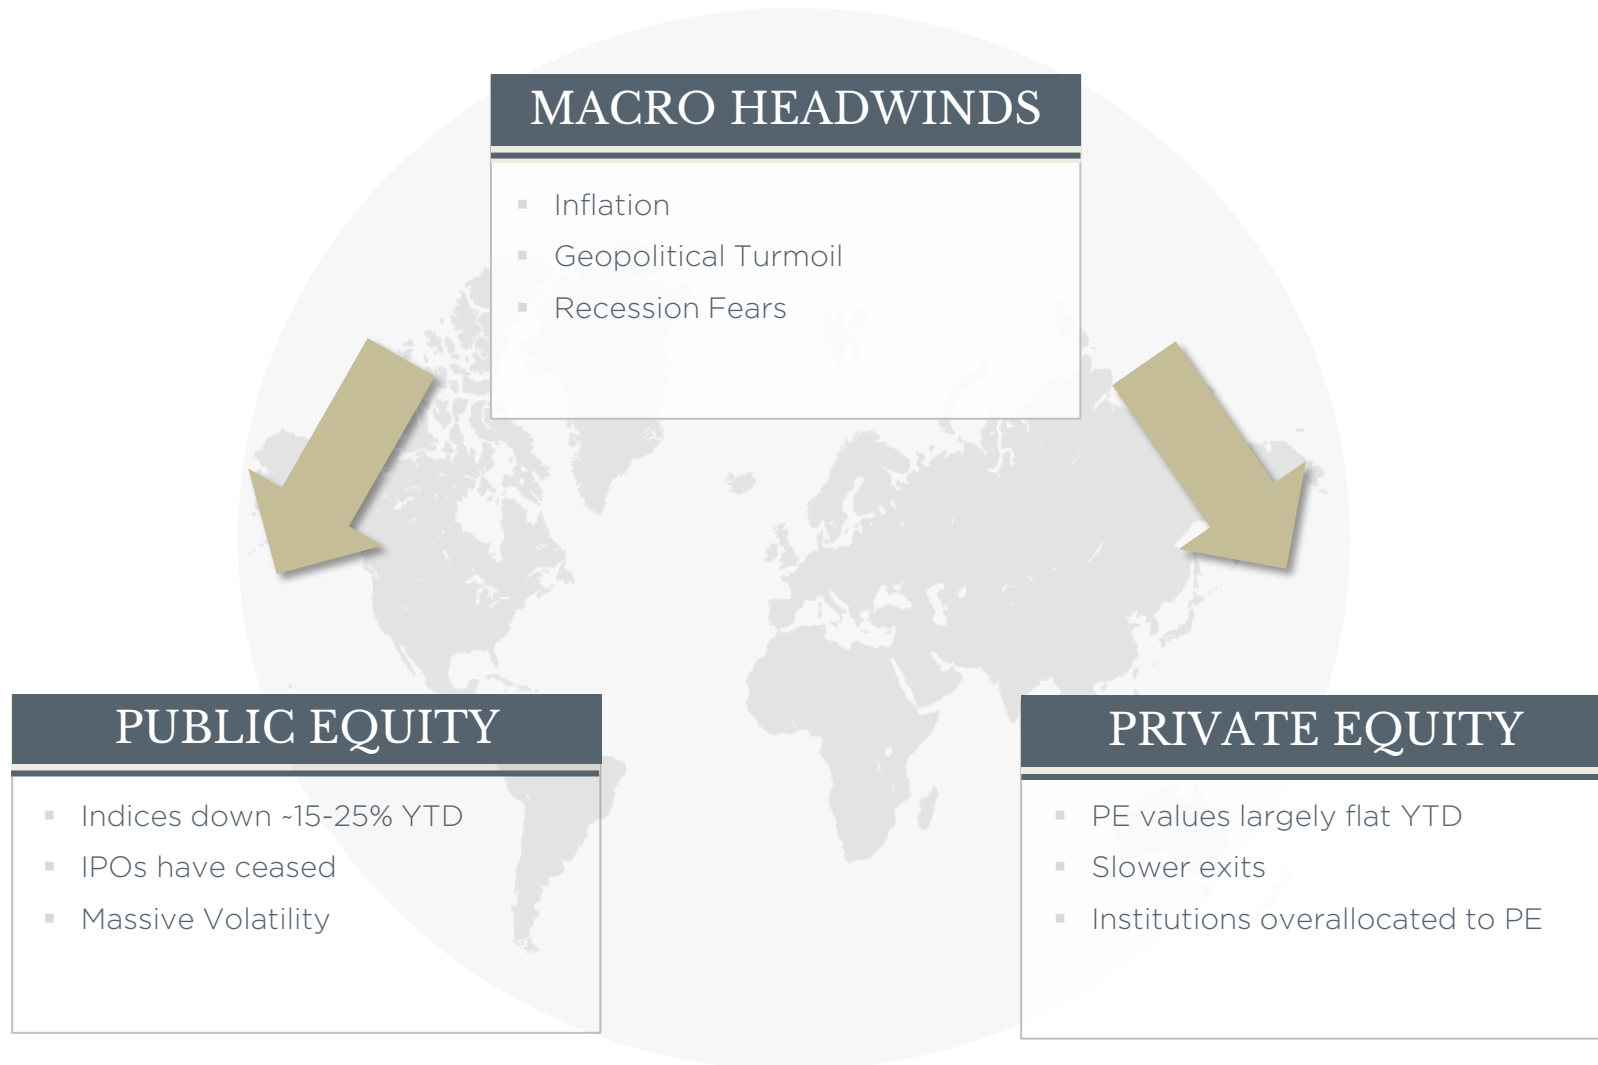 MACRO HEADWINDS
▪ Inflation
▪ Geopolitical Turmoil
▪ Recession Fears
PUBLIC EQUITY
▪ Indices down ~15-25% YTD
▪ IPOs have ceased
▪ Massive Volatility
PRIVATE EQUITY
▪ PE values largely flat YTD
▪ Slower exits
▪ Institutions overallocated to PE